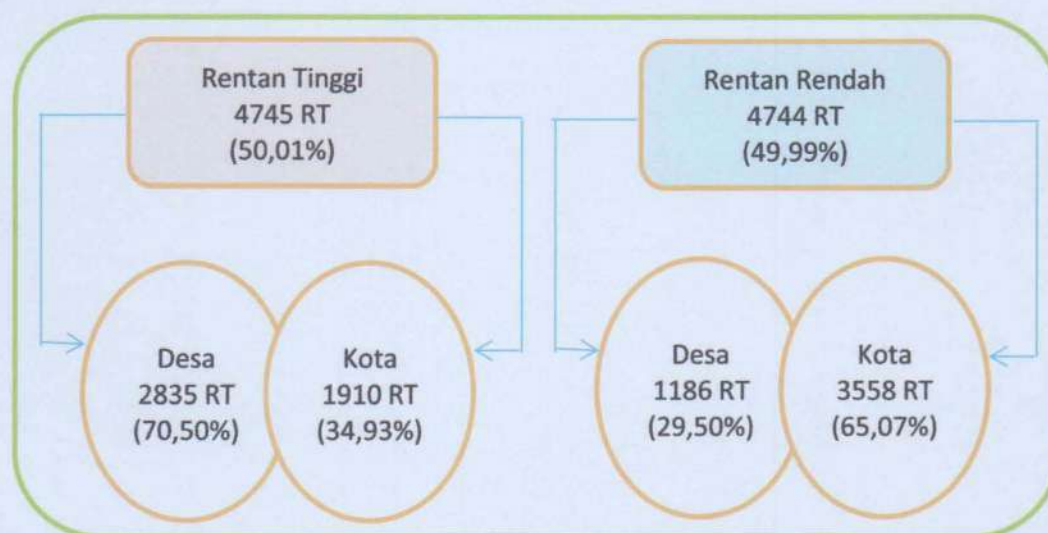 Rentan Tinggi
4745 RT
(50,01%)
Rentan Rendah
4744 RT
(49,99%)
Desa
2835 RT
(70,50%)
Kota
1910 RT
(34,93%)
Desa
1186 RT
(29,50%)
Kota
3558 RT
(65,07%)